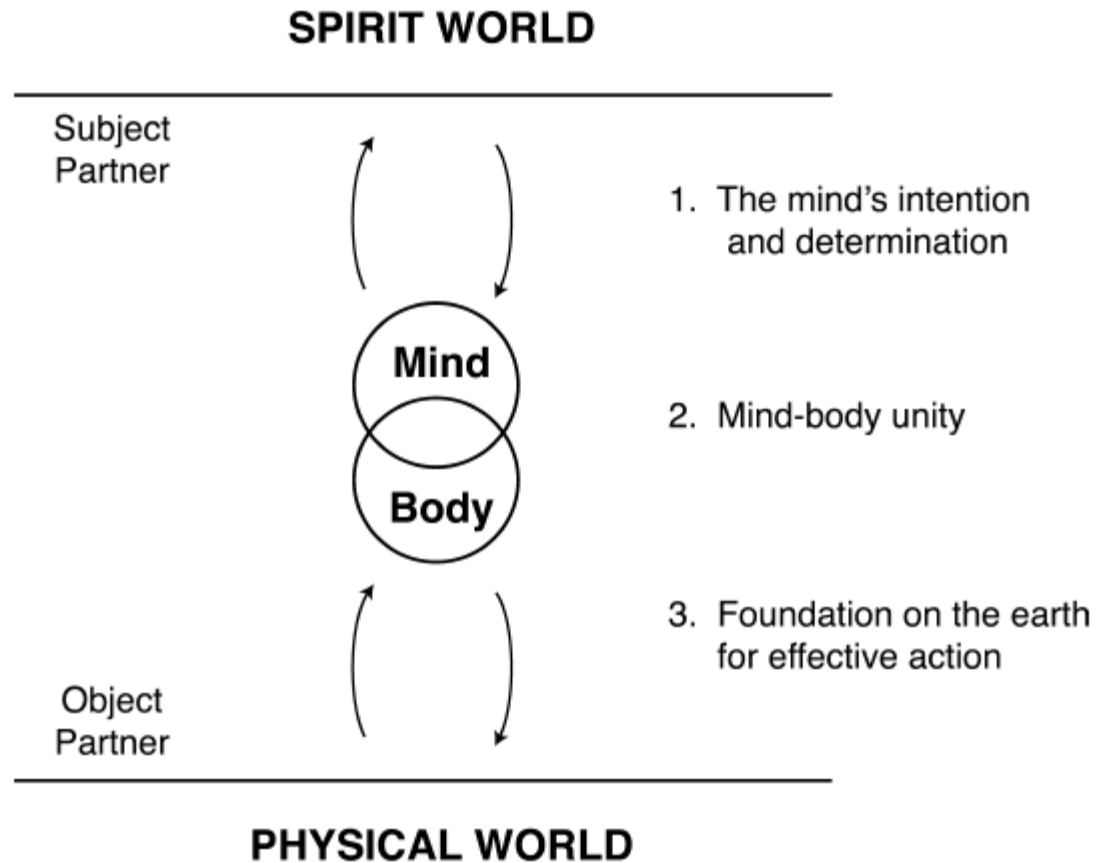 SPIRIT WORLD
Subject
Partner
1. The mind’s intention
and determination
Mind
2. Mind-body unity
Body
3. Foundation on the earth
for effective action
Object
Partner
PHYSICAL WORLD